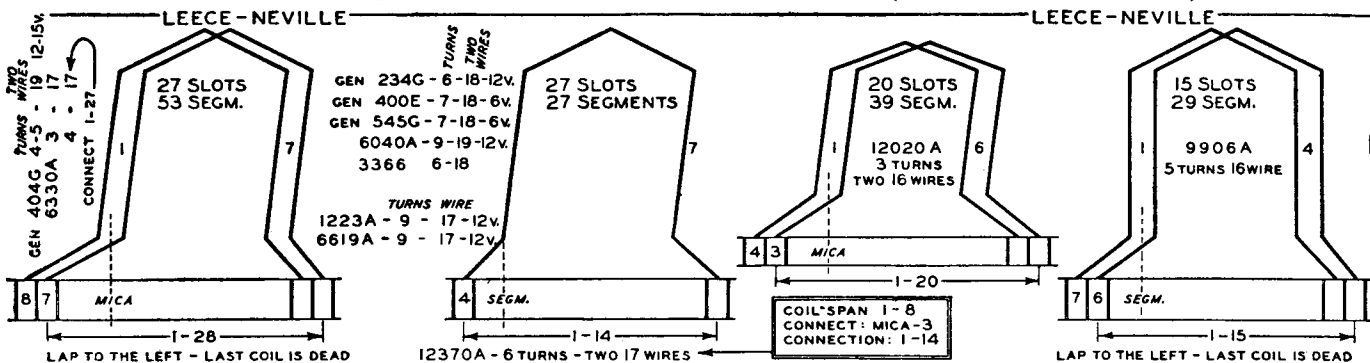 LEECE-NEVILLE
LEECE-NEVILLE
TURNS TWO WIRES
GEN 404G 4-5 - 19 12-15v.
6330A 3 - 17
4 - 17
CONNECT 1-27
27 SLOTS
53 SEGM.
1
7
8 7 MICA
1-28
LAP TO THE LEFT - LAST COIL IS DEAD
TURNS TWO WIRES
GEN 234G - 6 - 18 - 12v.
GEN 400E - 7 - 18 - 6v.
GEN 545G - 7 - 18 - 6v.
6040A - 9 - 19 - 12v.
3366 6-18
TURNS WIRE
1223A - 9 - 17 - 12v.
6619A - 9 - 17 - 12v.
27 SLOTS
27 SEGMENTS
7
4 SEGM.
1-14
12370A - 6 TURNS - TWO 17 WIRES
COIL SPAN 1-8
CONNECT: MICA-3
CONNECTION: 1-14
20 SLOTS
39 SEGM.
1
12020A
6
3 TURNS
TWO 16 WIRES
4 3 MICA
1-20
15 SLOTS
29 SEGM.
1
9906A
4
5 TURNS 16 WIRE
7 6 SEGM.
1-15
LAP TO THE LEFT - LAST COIL IS DEAD